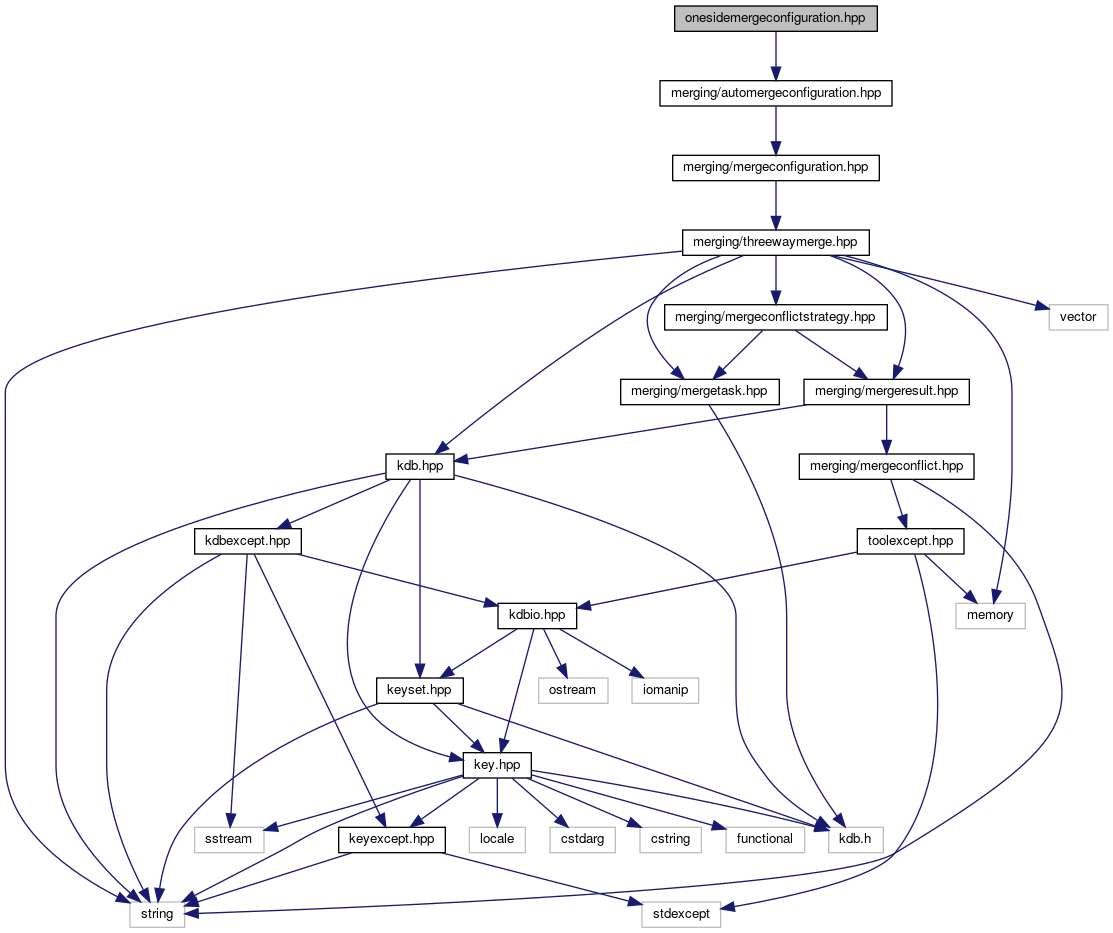 onesidemergeconfiguration.hpp
merging/automergeconfiguration.hpp
merging/mergeconfiguration.hpp
merging/threewaymerge.hpp
merging/mergeconflictstrategy.hpp
vector
merging/mergetask.hpp
merging/mergeresult.hpp
kdb.hpp
merging/mergeconflict.hpp
kdbexcept.hpp
toolexcept.hpp
kdbio.hpp
memory
keyset.hpp
ostream
iomanip
key.hpp
sstream
keyexcept.hpp
locale
cstdarg
cstring
functional
kdb.h
string
stdexcept